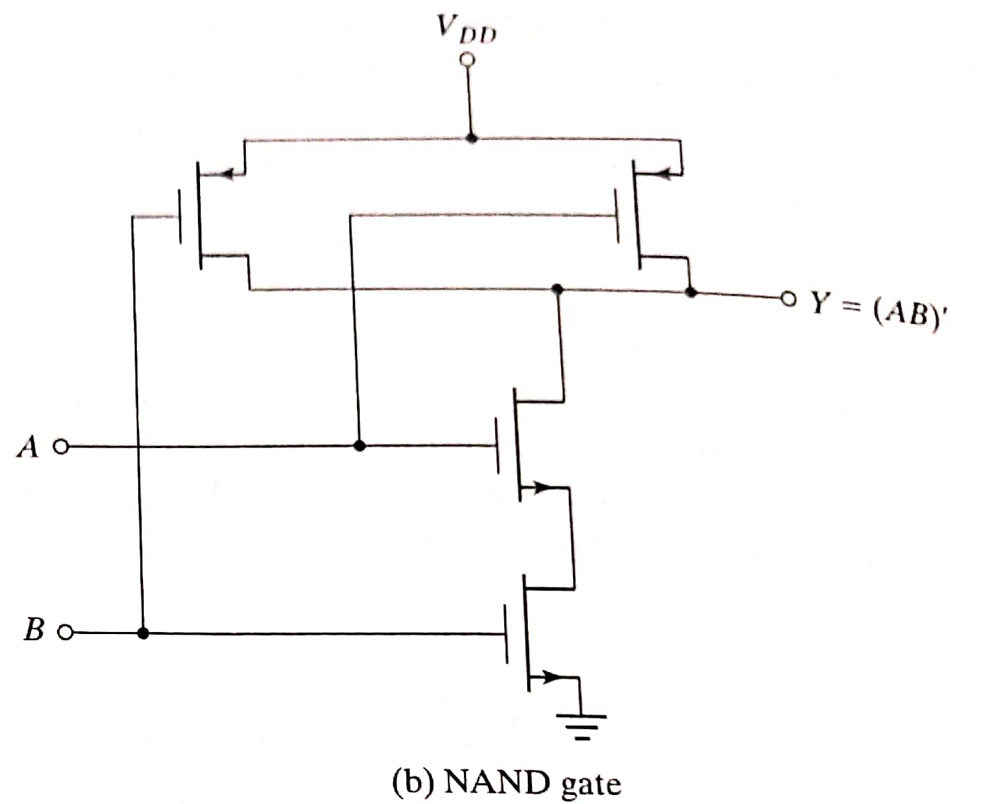 V_DD
Y = (AB)'
A
B
(b) NAND gate